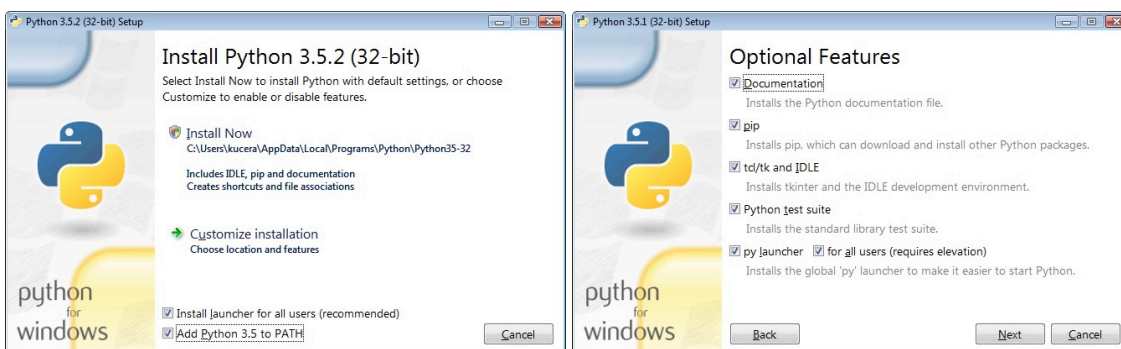 Python 3.5.2 (32-bit) Setup
Install Python 3.5.2 (32-bit)
Select Install Now to install Python with default settings, or choose
Customize to enable or disable features.
Install Now
C:\Users\kucera\AppData\Local\Programs\Python\Python35-32
Includes IDLE, pip and documentation
Creates shortcuts and file associations
Customize installation
Choose location and features
Install launcher for all users (recommended)
Add Python 3.5 to PATH
Cancel
python
for
windows
Python 3.5.1 (32-bit) Setup
Optional Features
Documentation
Installs the Python documentation file.
pip
Installs pip, which can download and install other Python packages.
td/tk and IDLE
Installs tkinter and the IDLE development environment.
Python test suite
Installs the standard library test suite.
py launcher for all users (requires elevation)
Installs the global 'py' launcher to make it easier to start Python.
python
for
windows
Back Next Cancel